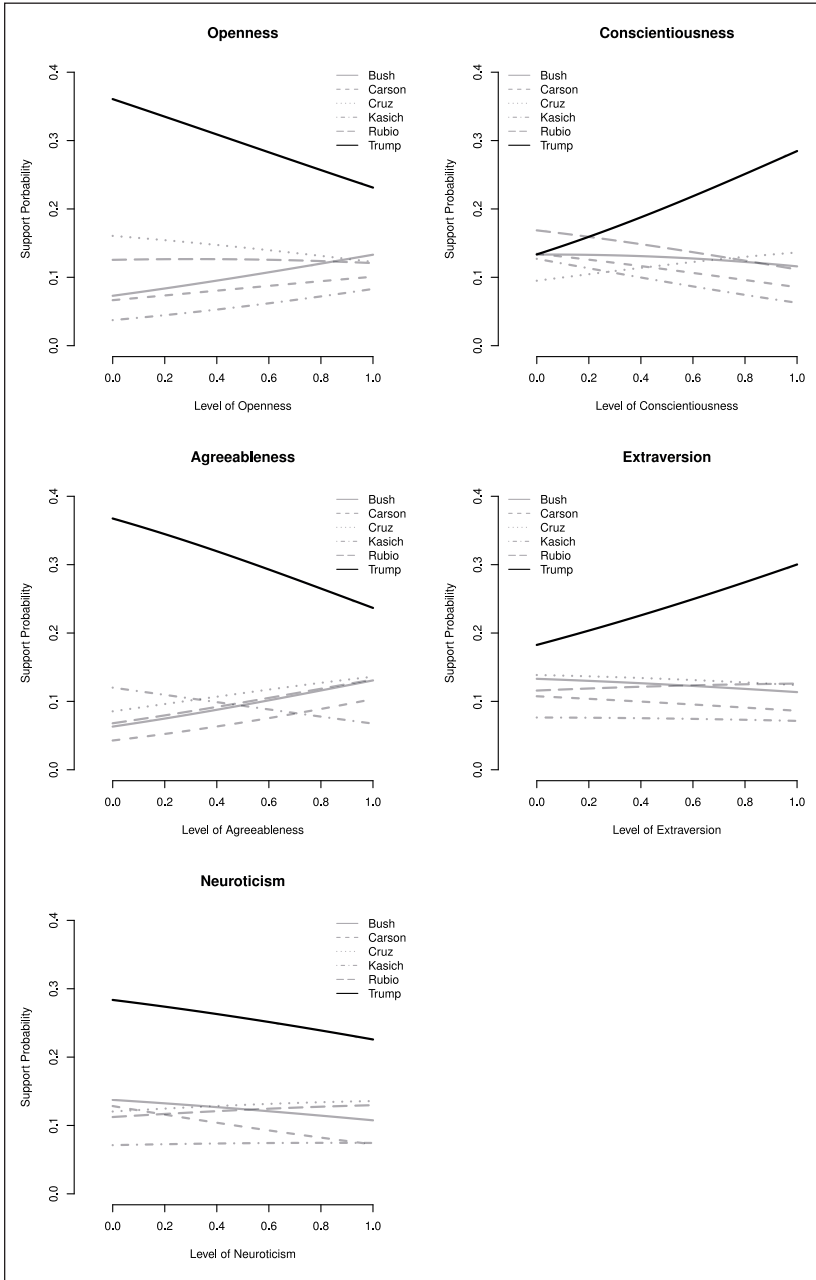 Openness
Support Porbability
0.4
0.3
0.2
0.1
0.0
Bush
Carson
Cruz
Kasich
Rubio
Trump
0.0 0.2 0.4 0.6 0.8 1.0
Level of Openness
Conscientiousness
Support Probability
0.4
0.3
0.2
0.1
0.0
Bush
Carson
Cruz
Kasich
Rubio
Trump
0.0 0.2 0.4 0.6 0.8 1.0
Level of Conscientiousness
Agreeableness
Support Probability
0.4
0.3
0.2
0.1
0.0
Bush
Carson
Cruz
Kasich
Rubio
Trump
0.0 0.2 0.4 0.6 0.8 1.0
Level of Agreeableness
Extraversion
Support Probability
0.4
0.3
0.2
0.1
0.0
Bush
Carson
Cruz
Kasich
Rubio
Trump
0.0 0.2 0.4 0.6 0.8 1.0
Level of Extraversion
Neuroticism
Support Probability
0.4
0.3
0.2
0.1
0.0
Bush
Carson
Cruz
Kasich
Rubio
Trump
0.0 0.2 0.4 0.6 0.8 1.0
Level of Neuroticism